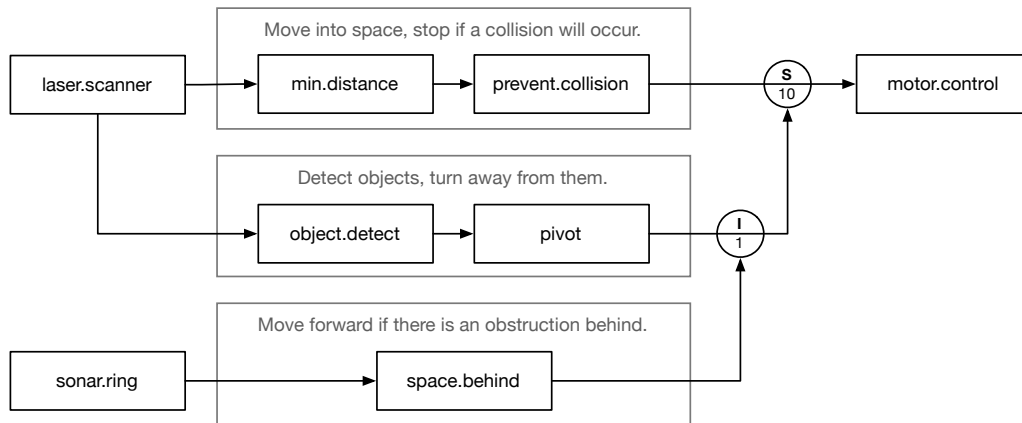 Move into space, stop if a collision will occur.
laser.scanner
min.distance
prevent.collision
S
10
motor.control
Detect objects, turn away from them.
object.detect
pivot
I
1
Move forward if there is an obstruction behind.
sonar.ring
space.behind